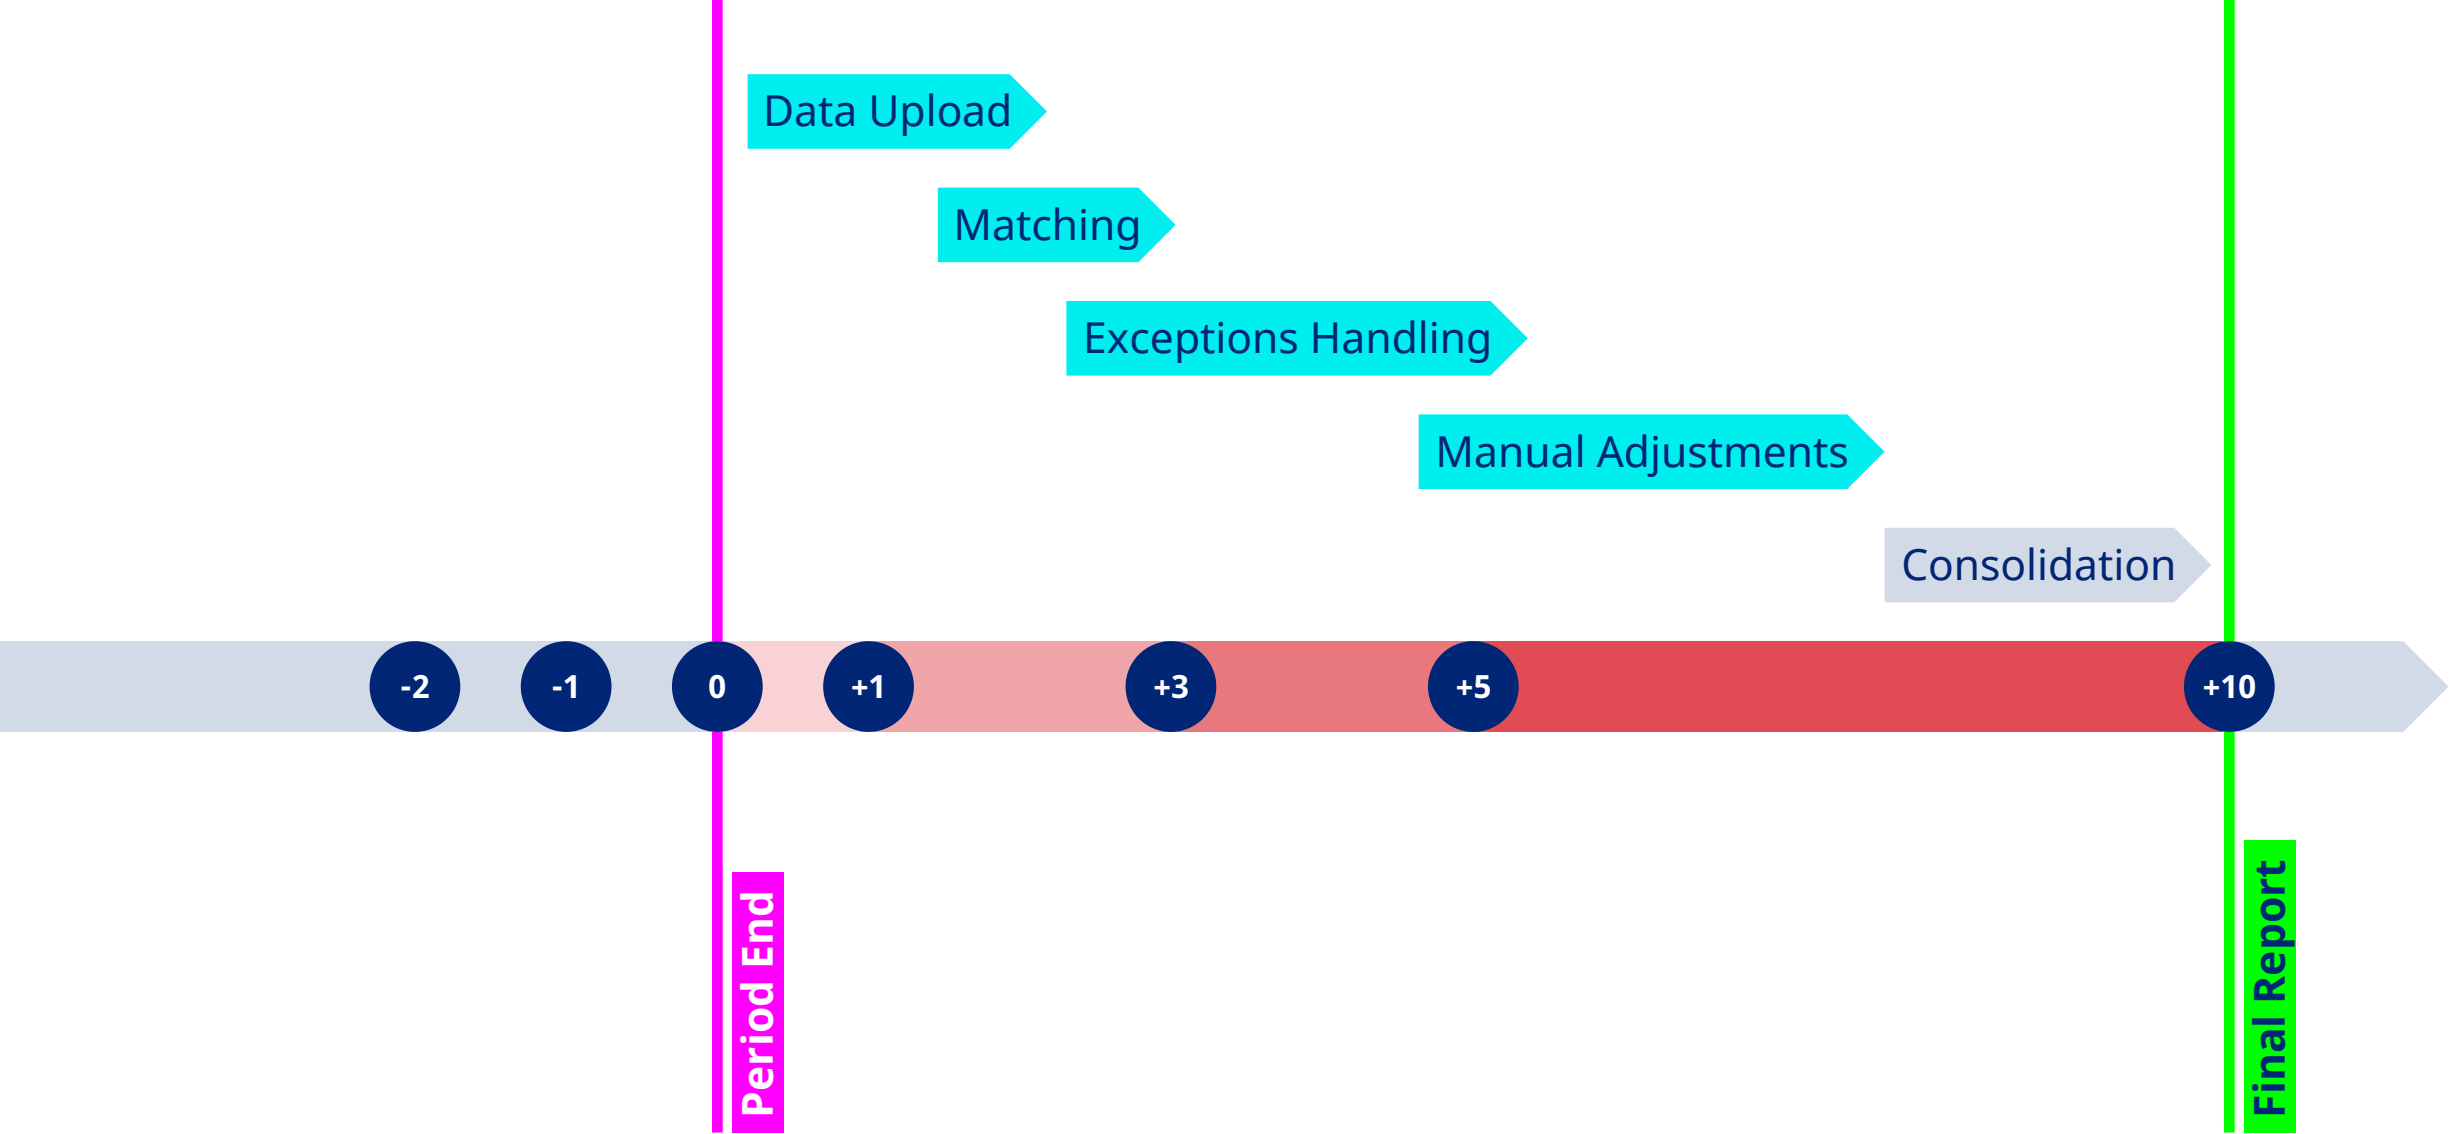 Data Upload
Matching
Exceptions Handling
Manual Adjustments
Consolidation
-2 -1 0 +1 +3 +5 +10
Period End
Final Report